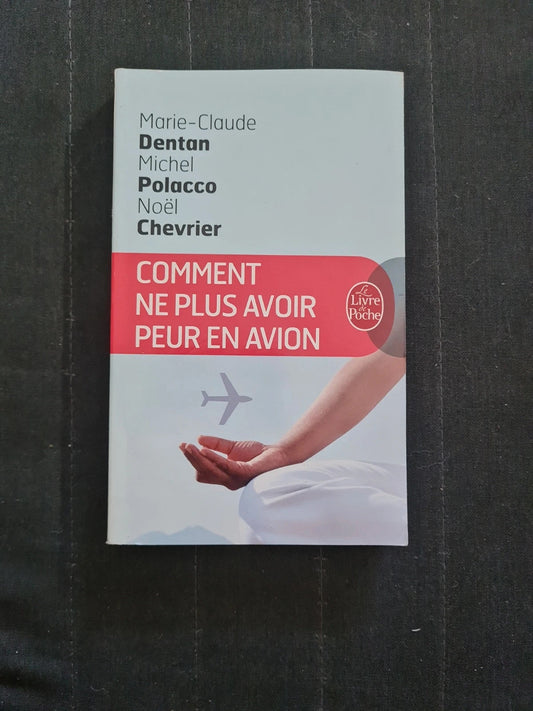 Marie-Claude
Dentan
Michel
Polacco
Noël
Chevrier
COMMENT
NE PLUS AVOIR
PEUR EN AVION
Le
Livre
de
Poche